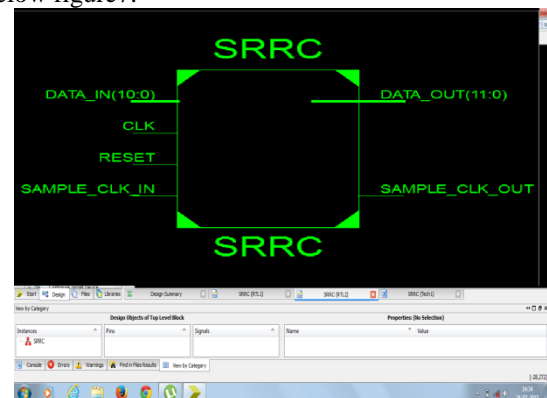 below figure7.
SRRC
DATA_IN(10:0)
DATA_OUT(11:0)
CLK
RESET
SAMPLE_CLK_IN
SAMPLE_CLK_OUT
SRRC
Start Design Files Libraries Design Summary SRRC (RTL1) SRRC (RTL2) SRRC (Tech1)
View by Category
Design Objects of Top Level Block Properties: (No Selection)
Instances Pins Signals Name Value
SRRC
Console Errors Warnings Find in Files Results View by Category